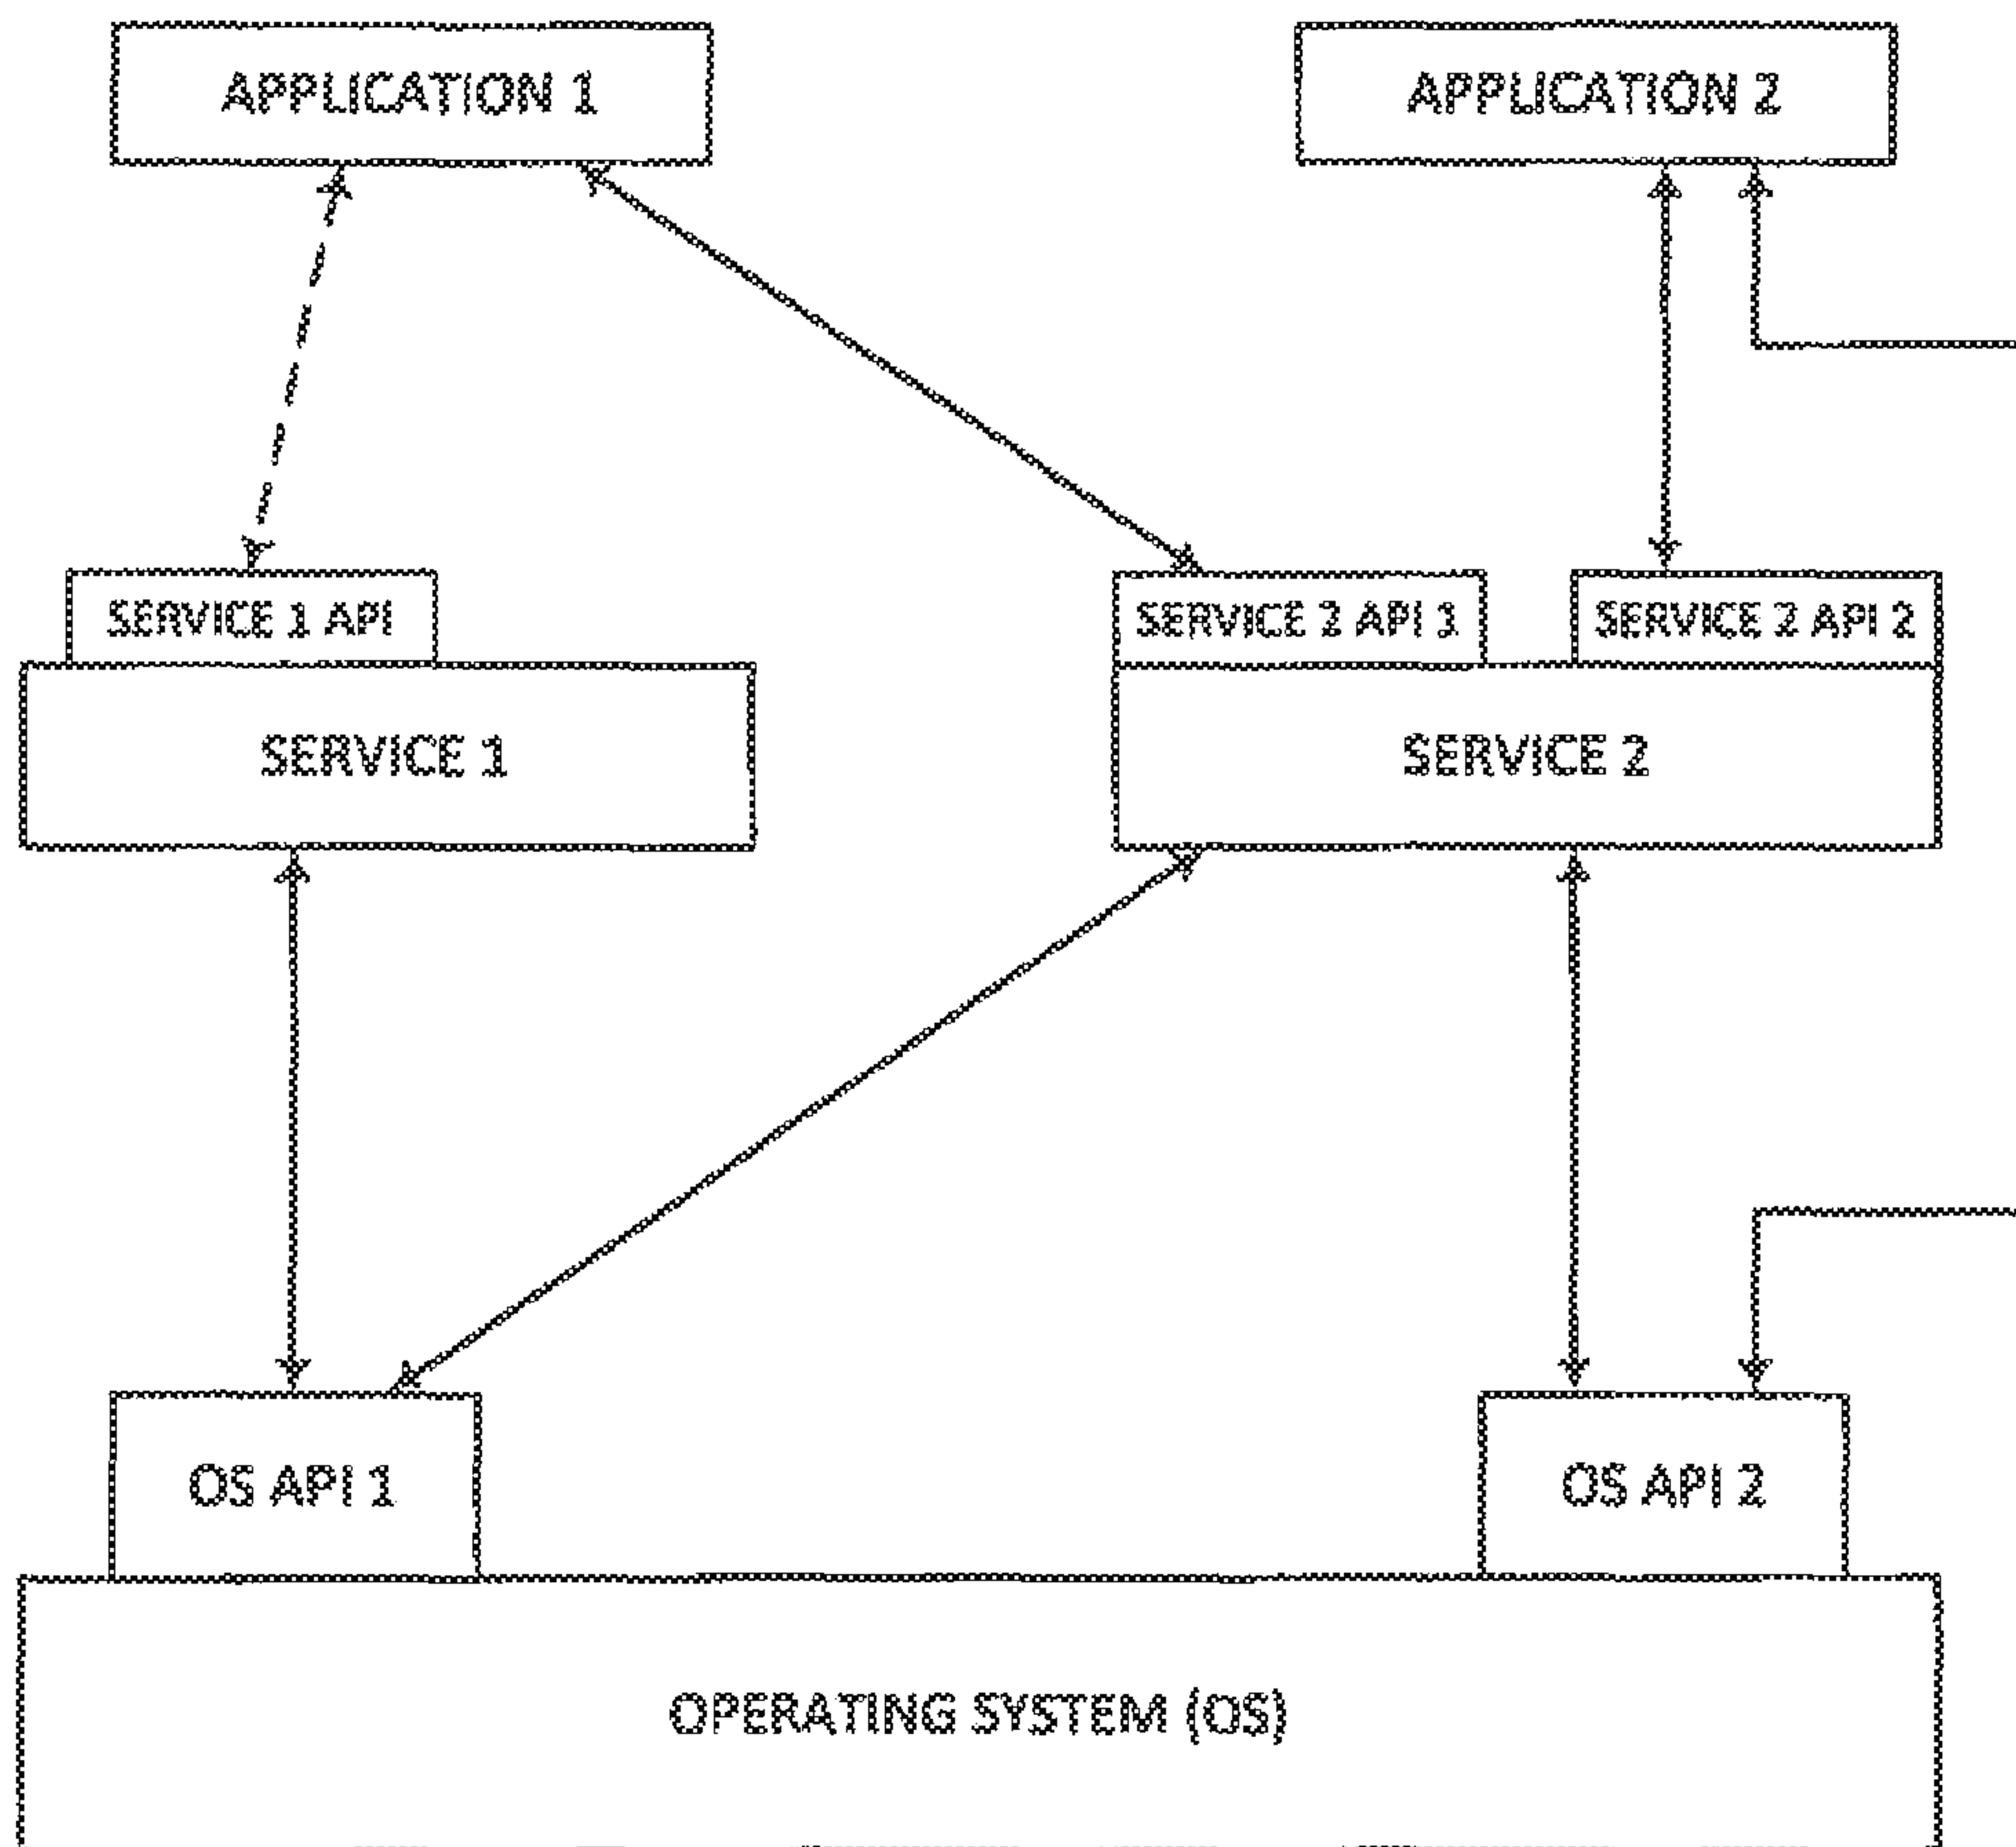 APPLICATION 1
APPLICATION 2
SERVICE 1 API
SERVICE 2 API 1
SERVICE 2 API 2
SERVICE 1
SERVICE 2
OS API 1
OS API 2
OPERATING SYSTEM (OS)